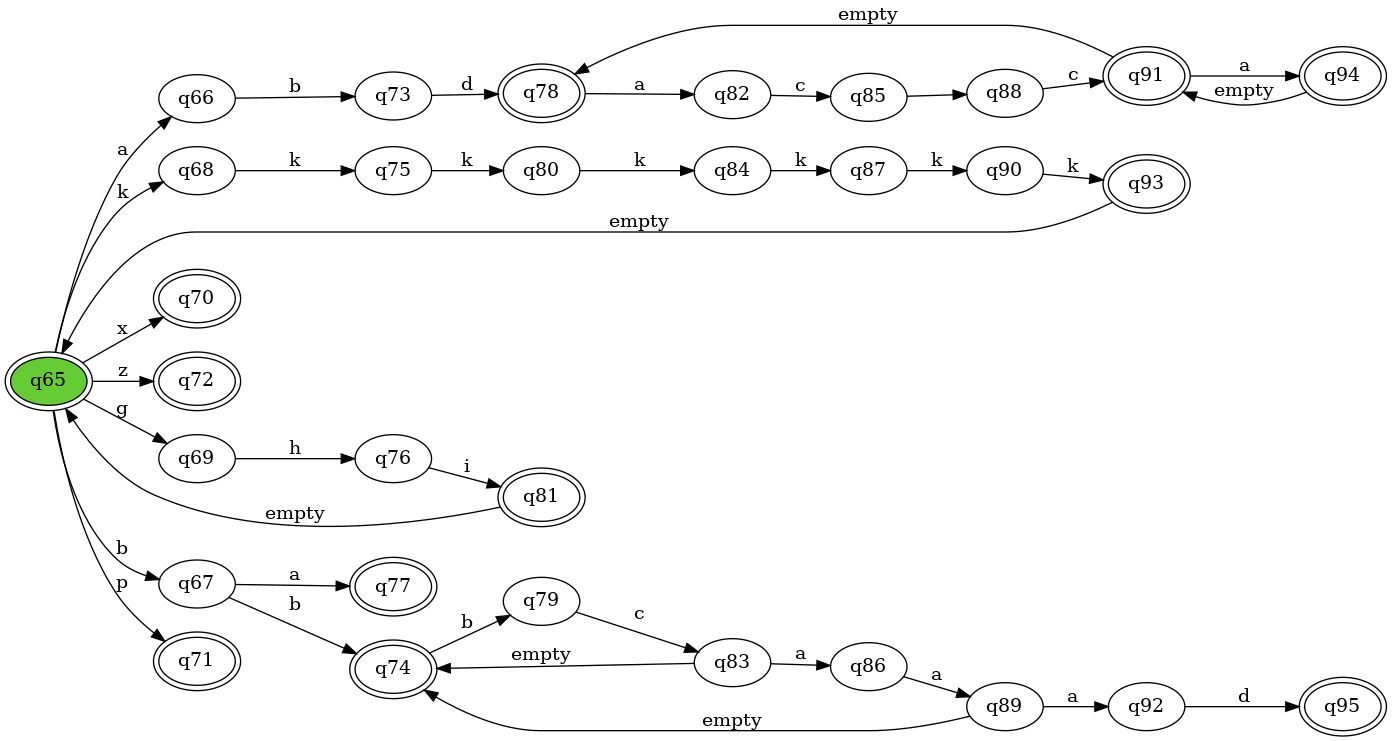 empty
q66
b
q73
d
q78
a
q82
c
q85
q88
c
q91
a
q94
empty
a
k
q68
k
q75
k
q80
k
q84
k
q87
k
q90
k
q93
empty
q70
x
q65
z
q72
g
q69
h
q76
i
q81
empty
b
q67
a
q77
b
p
q71
q74
b
q79
c
q83
empty
a
q86
a
q89
a
q92
d
q95
empty